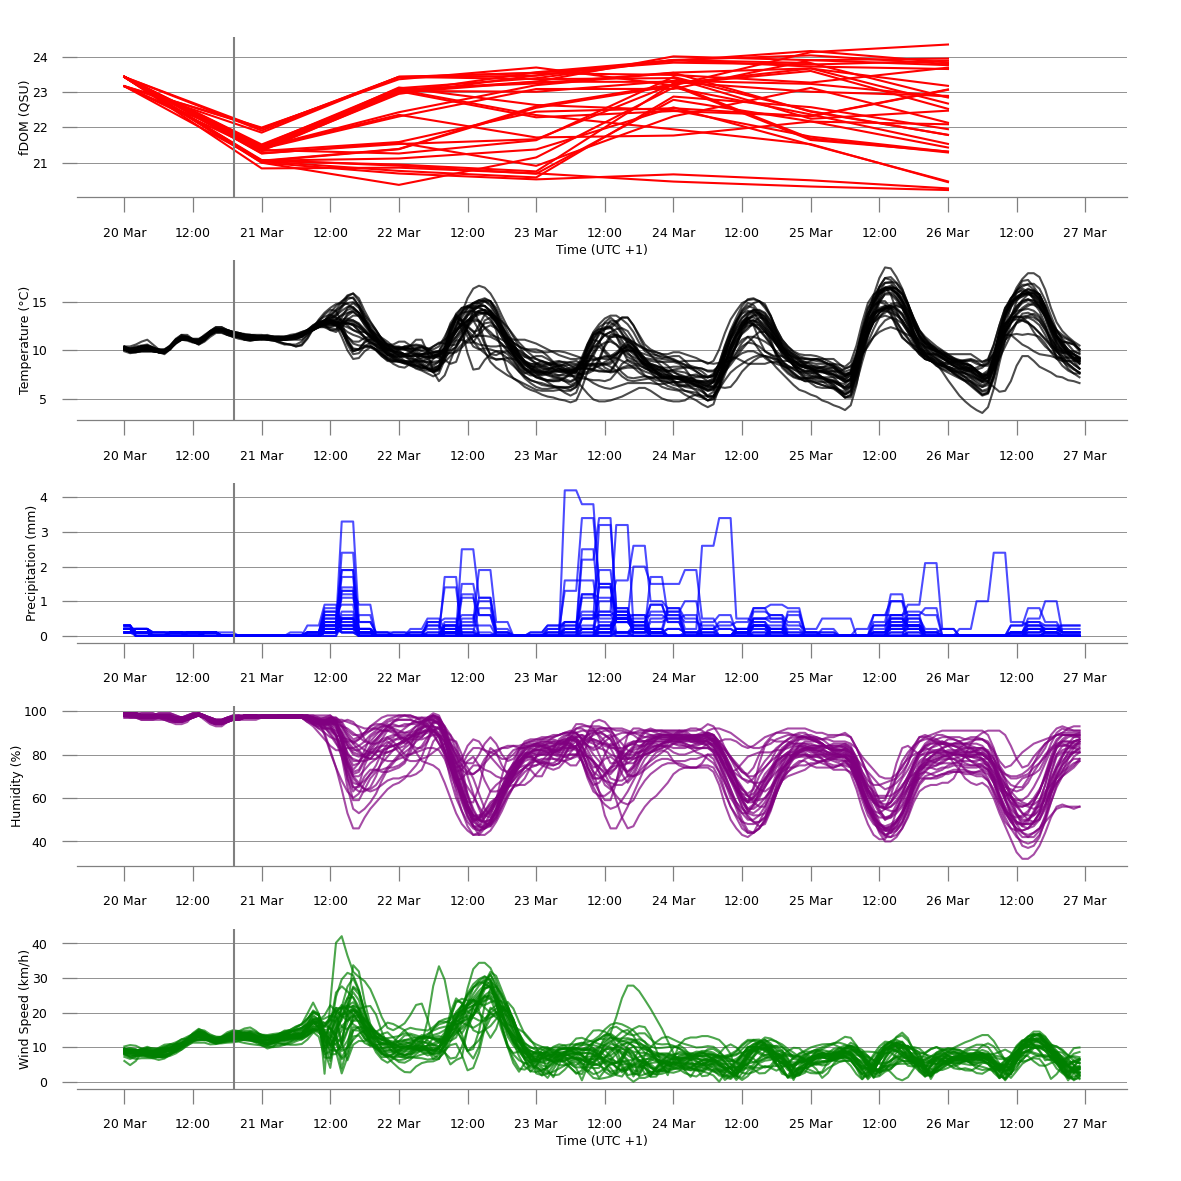 24
23
22
21
fDOM (QSU)
20 Mar 12:00 21 Mar 12:00 22 Mar 12:00 23 Mar 12:00 24 Mar 12:00 25 Mar 12:00 26 Mar 12:00 27 Mar
Time (UTC +1)
15
10
5
Temperature (°C)
20 Mar 12:00 21 Mar 12:00 22 Mar 12:00 23 Mar 12:00 24 Mar 12:00 25 Mar 12:00 26 Mar 12:00 27 Mar
4
3
2
1
0
Precipitation (mm)
20 Mar 12:00 21 Mar 12:00 22 Mar 12:00 23 Mar 12:00 24 Mar 12:00 25 Mar 12:00 26 Mar 12:00 27 Mar
100
80
60
40
Humidity (%)
20 Mar 12:00 21 Mar 12:00 22 Mar 12:00 23 Mar 12:00 24 Mar 12:00 25 Mar 12:00 26 Mar 12:00 27 Mar
40
30
20
10
0
Wind Speed (km/h)
20 Mar 12:00 21 Mar 12:00 22 Mar 12:00 23 Mar 12:00 24 Mar 12:00 25 Mar 12:00 26 Mar 12:00 27 Mar
Time (UTC +1)